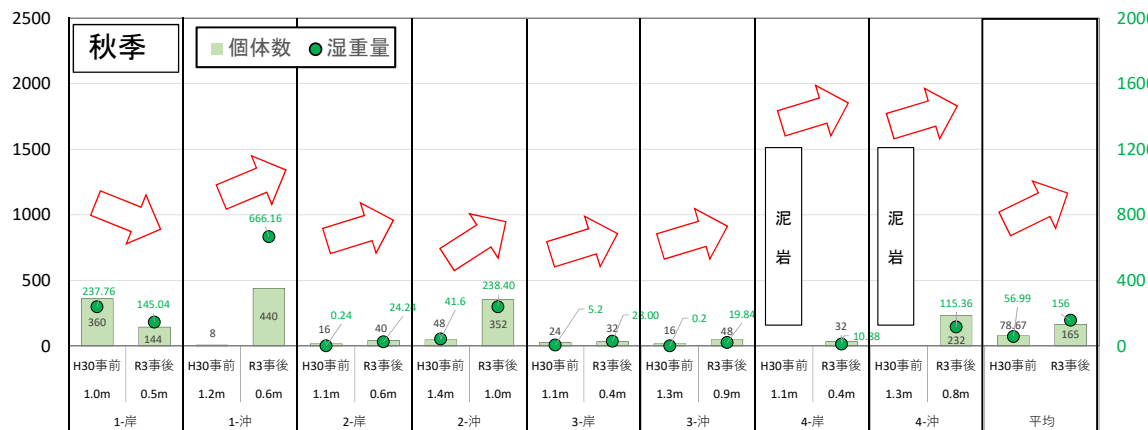 秋季
個体数 湿重量
2500 2000 1500 1000 500 0
2000 1600 1200 800 400 0
237.76 145.04 666.16 0.24 24.24 41.6 238.40 5.2 28.00 0.2 19.84 10.88 115.36 56.99 156
360 144 8 440 16 40 48 352 24 32 16 48 32 232 78.67 165
泥岩 泥岩
H30事前 R3事後 H30事前 R3事後 H30事前 R3事後 H30事前 R3事後 H30事前 R3事後 H30事前 R3事後 H30事前 R3事後 H30事前 R3事後 H30事前 R3事後
1.0m 0.5m 1.2m 0.6m 1.1m 0.6m 1.4m 1.0m 1.1m 0.4m 1.3m 0.9m 1.1m 0.4m 1.3m 0.8m
1-岸 1-沖 2-岸 2-沖 3-岸 3-沖 4-岸 4-沖 平均